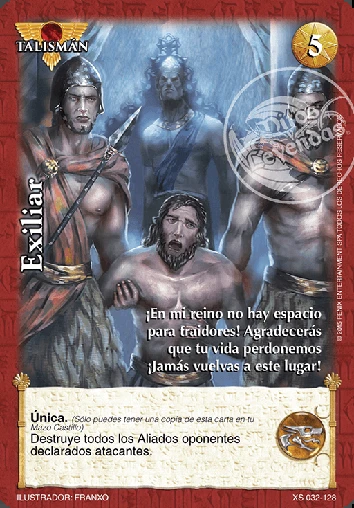 TALISMÁN
5
Mitos y
Leyendas
Exiliar
¡En mi reino no hay espacio
para traidores! Agradecerás
que tu vida perdonemos
¡Jamás vuelvas a este lugar!
Única. (Sólo puedes tener una copia de esta carta en tu
Mazo Castillo)
Destruye todos los Aliados oponentes
declarados atacantes.
ILUSTRADOR: FRANXO
XS 032-128